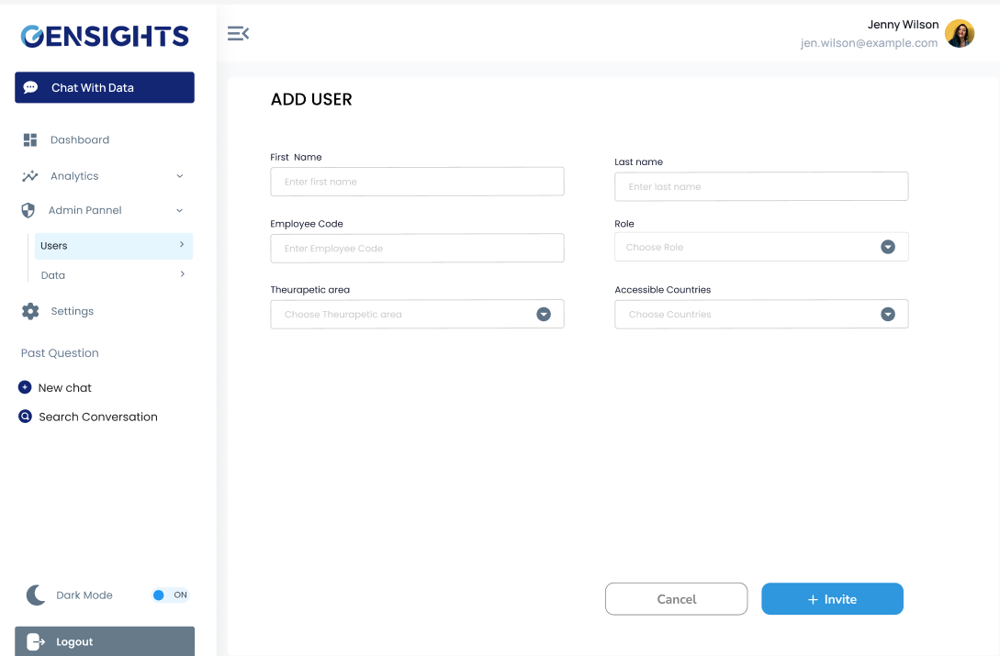 GENSIGHTS
Jenny Wilson
jen.wilson@example.com
Chat With Data
Dashboard
Analytics
Admin Pannel
Users
Data
Settings
Past Question
New chat
Search Conversation
Dark Mode
ON
Logout
ADD USER
First Name
Enter first name
Last name
Enter last name
Employee Code
Enter Employee Code
Role
Choose Role
Theurapetic area
Choose Theurapetic area
Accessible Countries
Choose Countries
Cancel
+ Invite